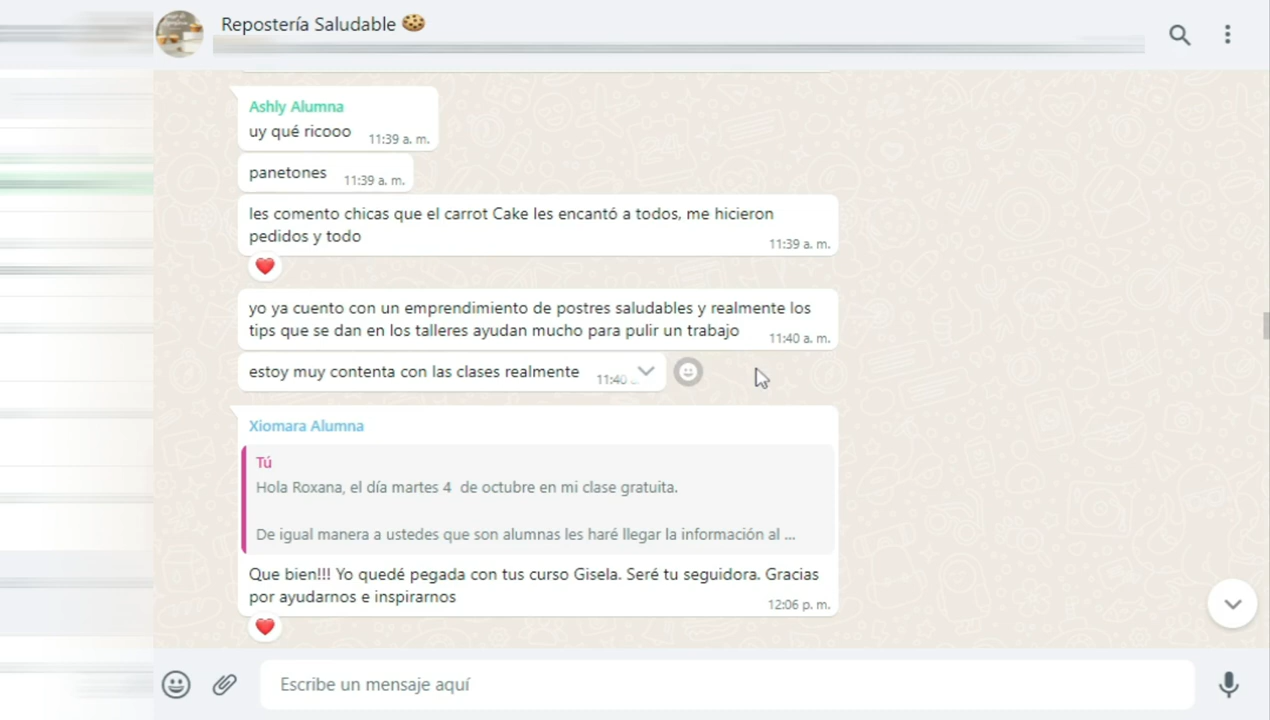 Repostería Saludable
Ashly Alumna
uy qué ricooo
11:39 a. m.
panetones
11:39 a. m.
les comento chicas que el carrot Cake les encantó a todos, me hicieron
pedidos y todo
11:39 a. m.
yo ya cuento con un emprendimiento de postres saludables y realmente los
tips que se dan en los talleres ayudan mucho para pulir un trabajo
11:40 a. m.
estoy muy contenta con las clases realmente
11:40
Xiomara Alumna
Tú
Hola Roxana, el día martes 4 de octubre en mi clase gratuita.
De igual manera a ustedes que son alumnas les haré llegar la información al ...
Que bien!!! Yo quedé pegada con tus curso Gisela. Seré tu seguidora. Gracias
por ayudarnos e inspirarnos
12:06 p. m.
Escribe un mensaje aquí